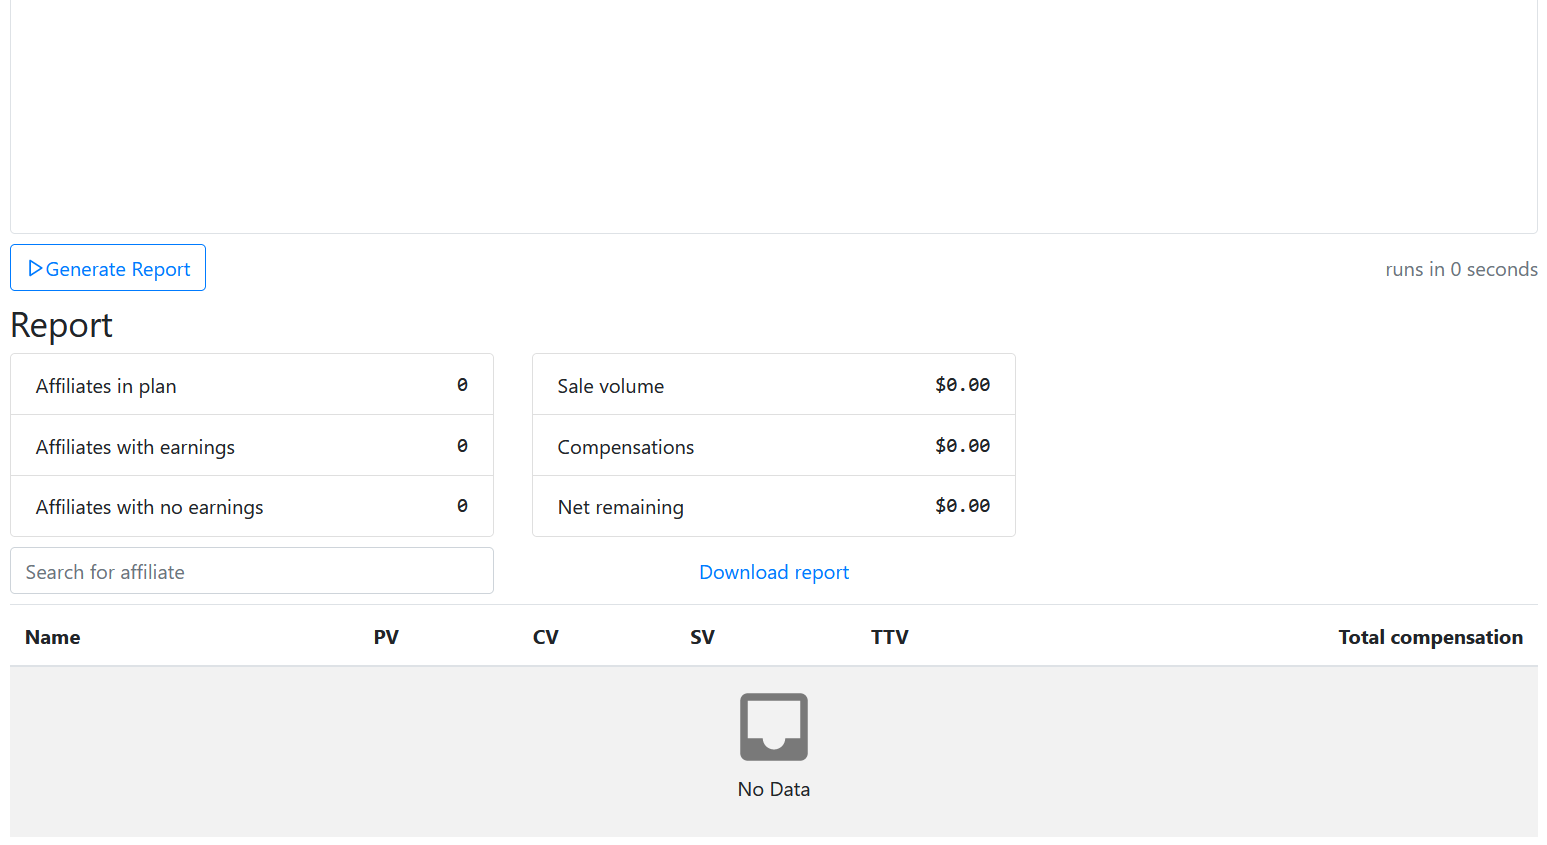 Generate Report
runs in 0 seconds
Report
Affiliates in plan 0
Affiliates with earnings 0
Affiliates with no earnings 0
Sale volume $0.00
Compensations $0.00
Net remaining $0.00
Search for affiliate
Download report
Name PV CV SV TTV Total compensation
No Data